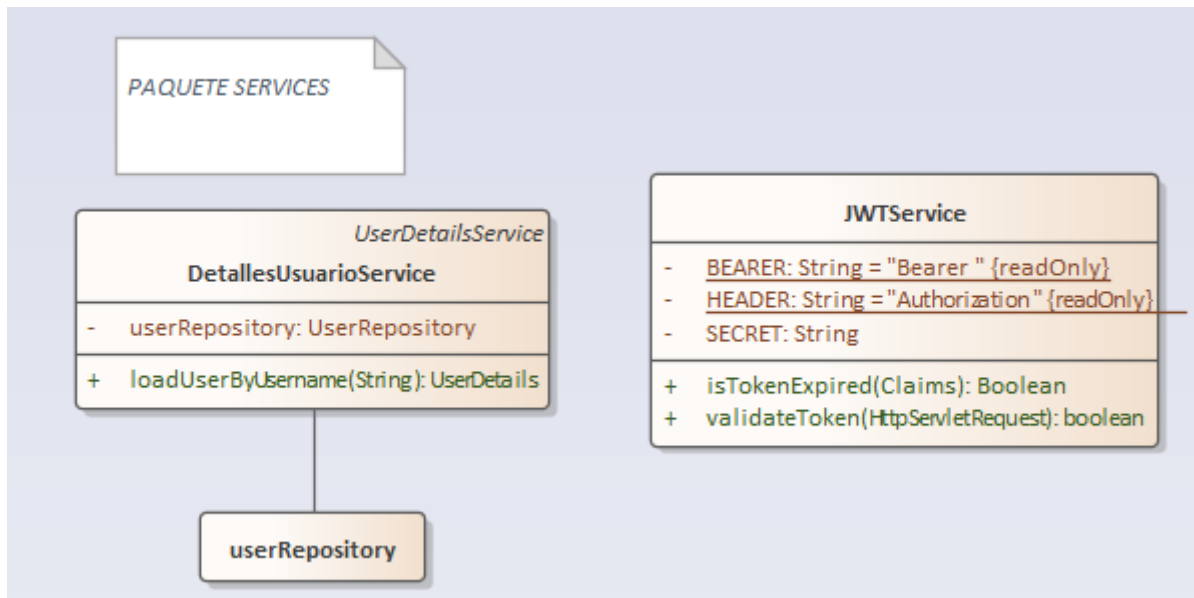 PAQUETE SERVICES
UserDetailsService
DetallesUsuarioService
- userRepository: UserRepository
+ loadUserByUsername(String): UserDetails
userRepository
JWTService
- BEARER: String = "Bearer " {readOnly}
- HEADER: String = "Authorization" {readOnly}
- SECRET: String
+ isTokenExpired(Claims): Boolean
+ validateToken(HttpServletRequest): boolean